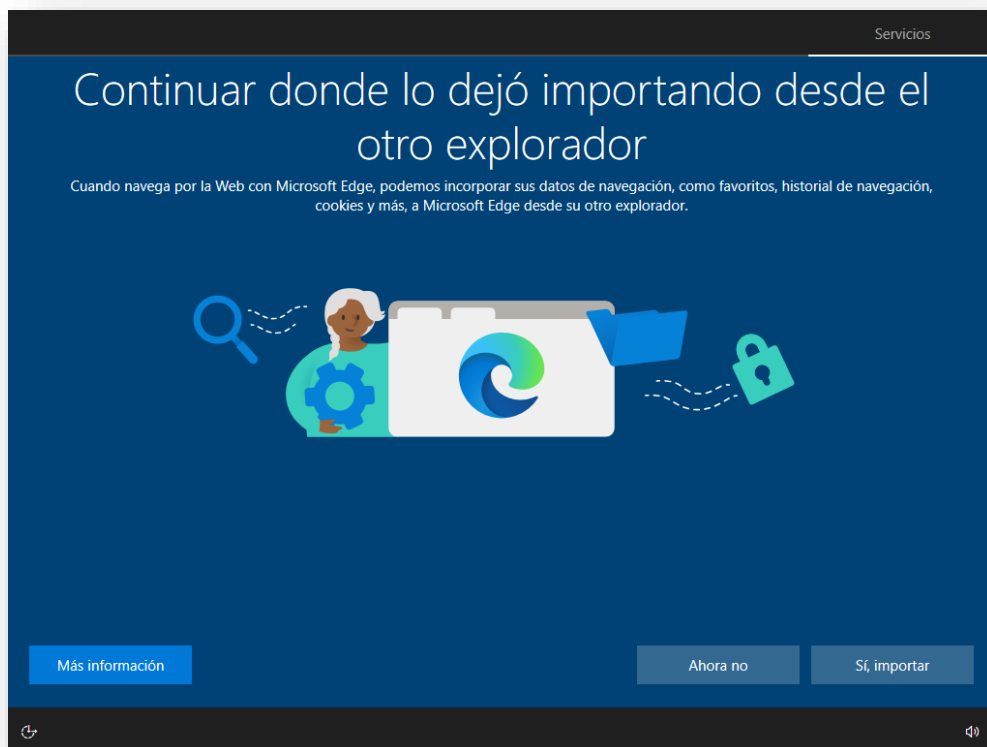 Servicios
Continuar donde lo dejó importando desde el
otro explorador
Cuando navega por la Web con Microsoft Edge, podemos incorporar sus datos de navegación, como favoritos, historial de navegación,
cookies y más, a Microsoft Edge desde su otro explorador.
Más información
Ahora no
Sí, importar